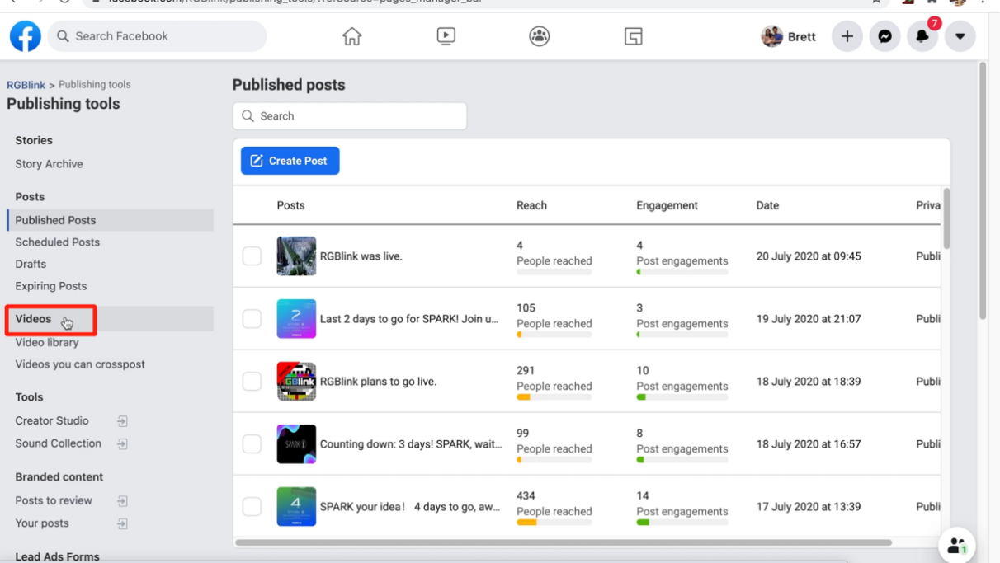 facebook.com/RGBlink/publishing_tools/?refSource=pages_manager_bar
Search Facebook
Brett
7
RGBlink > Publishing tools
Publishing tools
Stories
Story Archive
Posts
Published Posts
Scheduled Posts
Drafts
Expiring Posts
Videos
Video library
Videos you can crosspost
Tools
Creator Studio
Sound Collection
Branded content
Posts to review
Your posts
Lead Ads Forms
Published posts
Search
Create Post
Posts Reach Engagement Date Priva
RGBlink was live. 4 4 20 July 2020 at 09:45 Publi
People reached Post engagements
2 Last 2 days to go for SPARK! Join u... 105 3 19 July 2020 at 21:07 Publi
People reached Post engagements
RGBlink plans to go live. 291 10 18 July 2020 at 18:39 Publi
People reached Post engagements
SPARK Counting down: 3 days! SPARK, wait... 99 8 18 July 2020 at 16:57 Publi
People reached Post engagements
4 SPARK your idea! 4 days to go, aw... 434 14 17 July 2020 at 13:39 Publi
People reached Post engagements
1